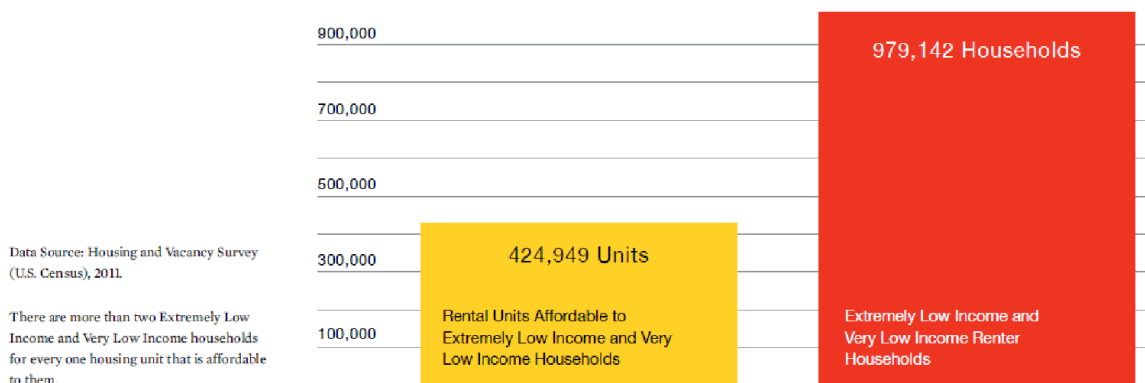 900,000
700,000
500,000
300,000
100,000
979,142 Households
Extremely Low Income and
Very Low Income Renter
Households
424,949 Units
Rental Units Affordable to
Extremely Low Income and Very
Low Income Households
Data Source: Housing and Vacancy Survey
(U.S. Census), 2011.
There are more than two Extremely Low
Income and Very Low Income households
for every one housing unit that is affordable
to them.